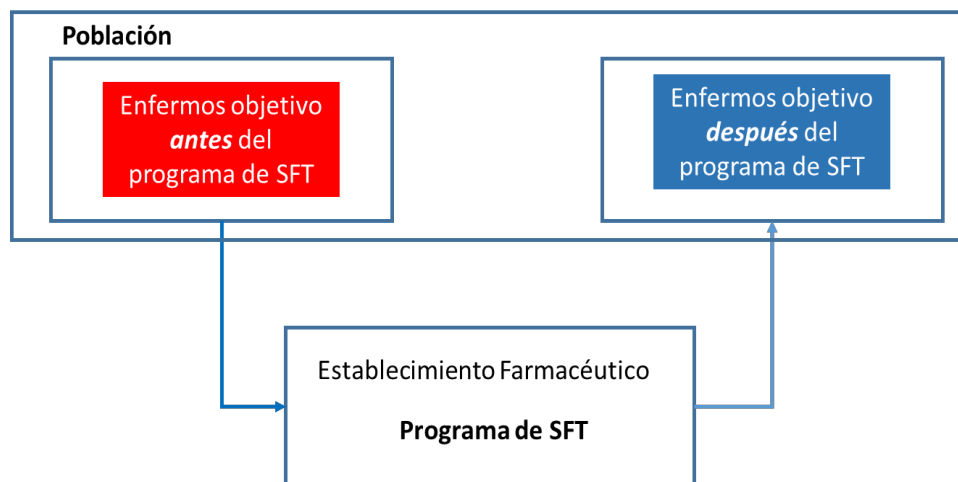 Población
Enfermos objetivo
antes del
programa de SFT
Enfermos objetivo
después del
programa de SFT
Establecimiento Farmacéutico
Programa de SFT